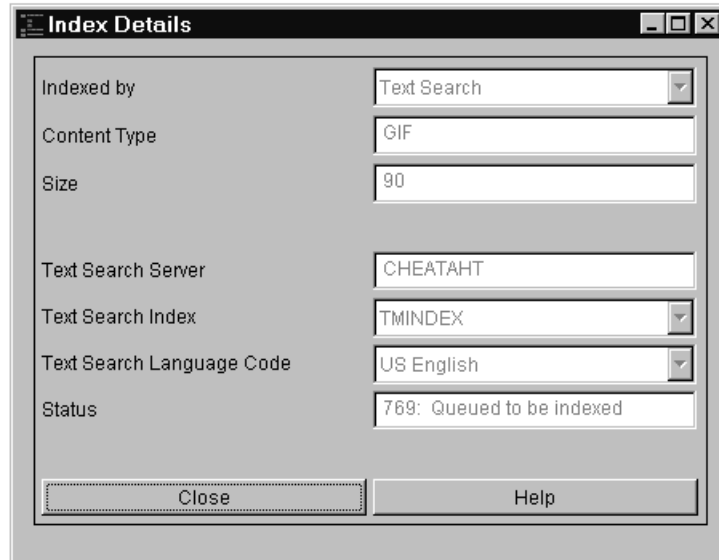 Index Details
Indexed by Text Search
Content Type GIF
Size 90
Text Search Server CHEATAHT
Text Search Index TMINDEX
Text Search Language Code US English
Status 769: Queued to be indexed
Close Help